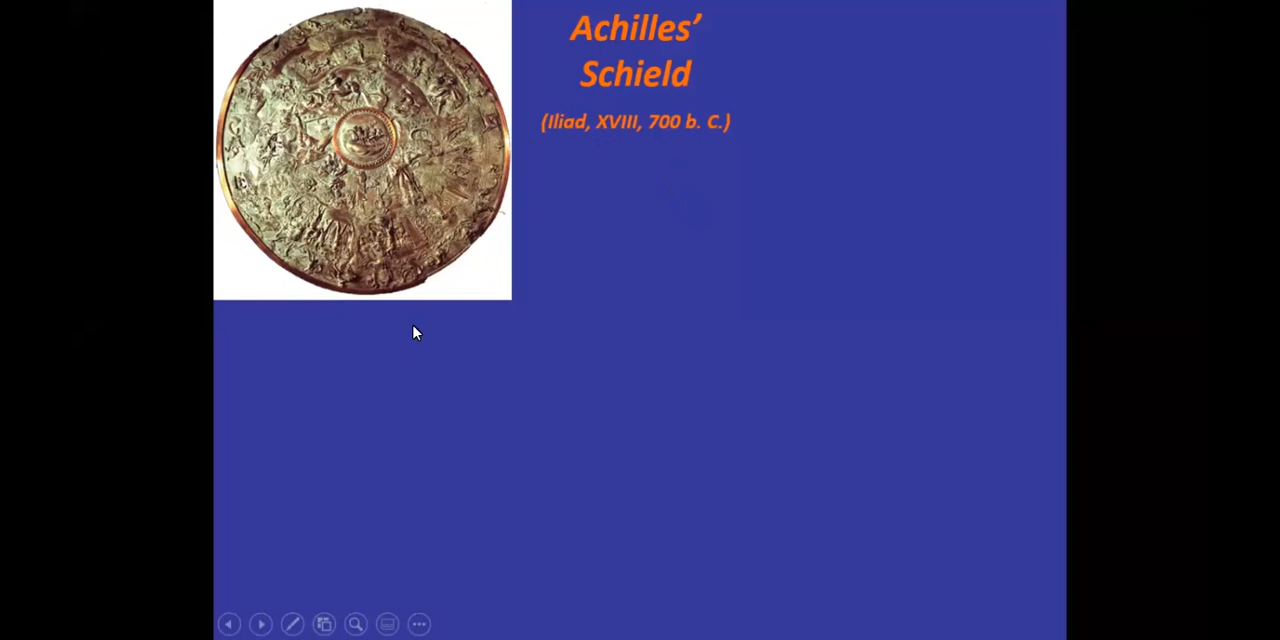 Achilles’
Schield
(Iliad, XVIII, 700 b. C.)